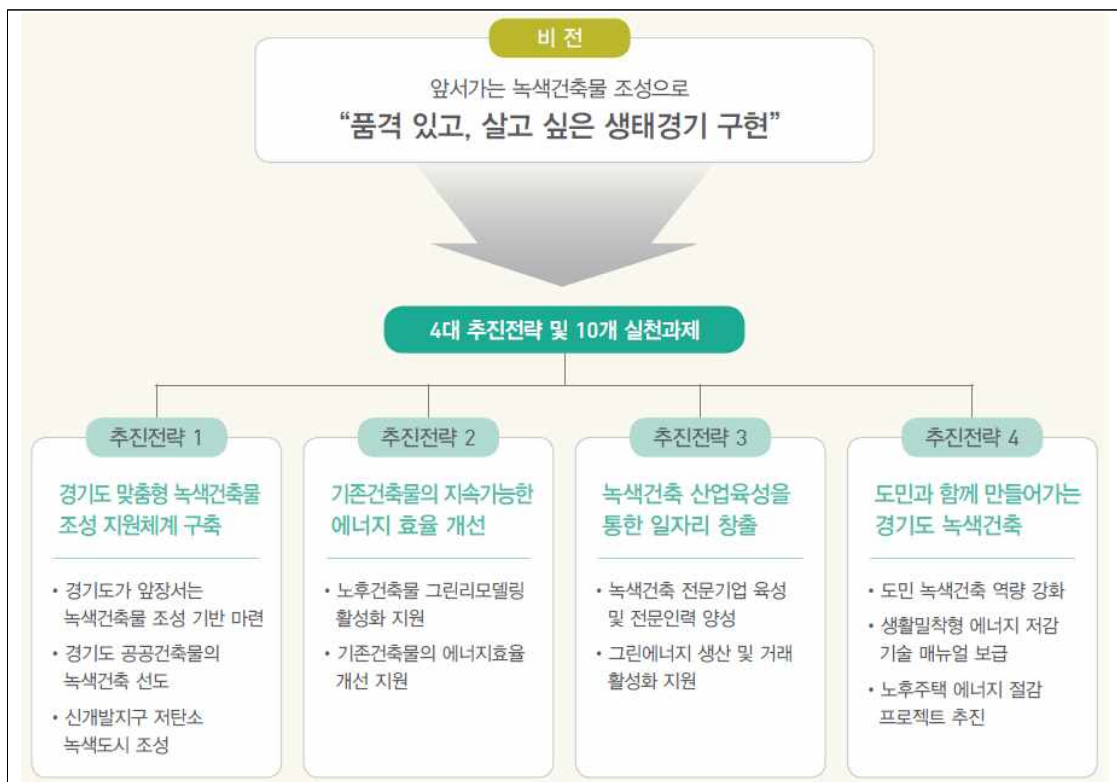 비 전
앞서가는 녹색건축물 조성으로
“품격 있고, 살고 싶은 생태경기 구현”
4대 추진전략 및 10개 실천과제
추진전략 1
경기도 맞춤형 녹색건축물
조성 지원체계 구축
• 경기도가 앞장서는
녹색건축물 조성 기반 마련
• 경기도 공공건축물의
녹색건축 선도
• 신개발지구 저탄소
녹색도시 조성
추진전략 2
기존건축물의 지속가능한
에너지 효율 개선
• 노후건축물 그린리모델링
활성화 지원
• 기존건축물의 에너지효율
개선 지원
추진전략 3
녹색건축 산업육성을
통한 일자리 창출
• 녹색건축 전문기업 육성
및 전문인력 양성
• 그린에너지 생산 및 거래
활성화 지원
추진전략 4
도민과 함께 만들어가는
경기도 녹색건축
• 도민 녹색건축 역량 강화
• 생활밀착형 에너지 저감
기술 매뉴얼 보급
• 노후주택 에너지 절감
프로젝트 추진